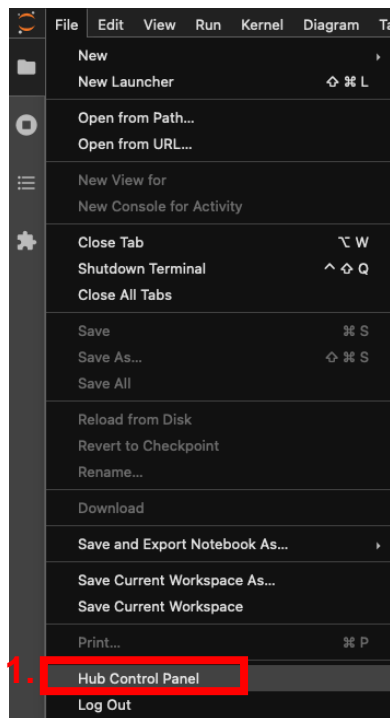 File Edit View Run Kernel Diagram Ta
New
New Launcher ⇧ ⌘ L
Open from Path...
Open from URL...
New View for
New Console for Activity
Close Tab ⌥ W
Shutdown Terminal ⌃ ⇧ Q
Close All Tabs
Save ⌘ S
Save As... ⇧ ⌘ S
Save All
Reload from Disk
Revert to Checkpoint
Rename...
Download
Save and Export Notebook As...
Save Current Workspace As...
Save Current Workspace
Print... ⌘ P
1. Hub Control Panel
Log Out